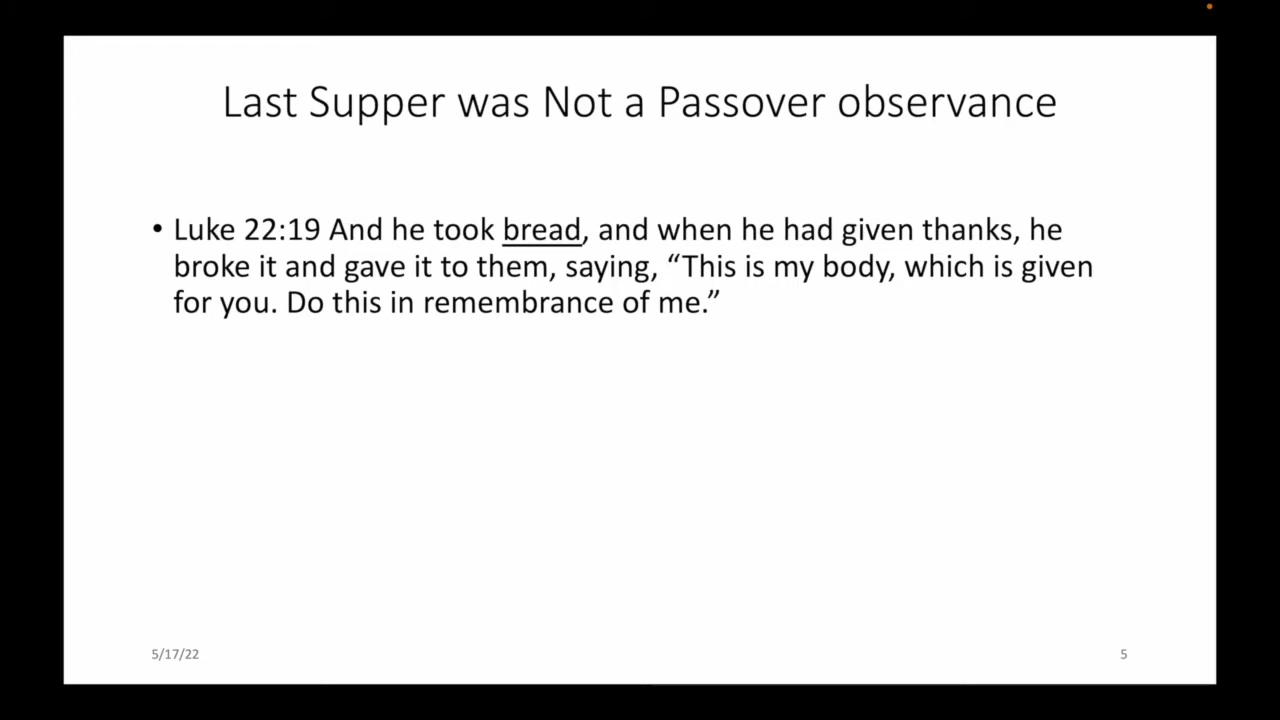 Last Supper was Not a Passover observance
• Luke 22:19 And he took bread, and when he had given thanks, he
broke it and gave it to them, saying, “This is my body, which is given
for you. Do this in remembrance of me.”
5/17/22
5